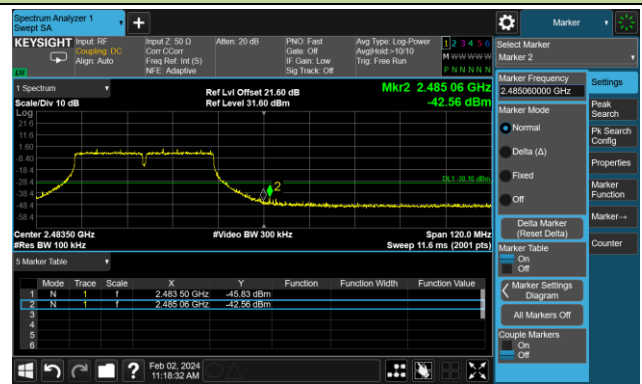 Spectrum Analyzer 1
Swept SA
+
Marker
KEYSIGHT
Input: RF
Coupling: DC
Align: Auto
Input Z: 50 Ω
Corr CCorr
Freq Ref: Int (S)
NFE: Adaptive
Atten: 20 dB
PNO: Fast
Gate: Off
IF Gain: Low
Sig Track: Off
Avg Type: Log-Power
Avg|Hold:>10/10
Trig: Free Run
1 2 3 4 5 6
M W W W W W
P N N N N N
Select Marker
Marker 2
1 Spectrum
Scale/Div 10 dB
Log
Ref Lvl Offset 21.60 dB
Ref Level 31.60 dBm
Mkr2 2.485 06 GHz
-42.56 dBm
21.6
11.6
1.60
-8.40
-18.4
-28.4
-38.4
-48.4
-58.4
DL1 -30.10 dBm
2
Center 2.48350 GHz
#Res BW 100 kHz
#Video BW 300 kHz
Span 120.0 MHz
Sweep 11.6 ms (2001 pts)
5 Marker Table
Mode Trace Scale X Y Function Function Width Function Value
1 N 1 f 2.483 50 GHz -45.83 dBm
2 N 1 f 2.485 06 GHz -42.56 dBm
3
4
5
6
Marker Frequency
2.485060000 GHz
Marker Mode
Normal
Delta (Δ)
Fixed
Off
Delta Marker
(Reset Delta)
Marker Table
On
Off
Marker Settings
Diagram
All Markers Off
Couple Markers
On
Off
Settings
Peak
Search
Pk Search
Config
Properties
Marker
Function
Marker→
Counter
?
Feb 02, 2024
11:18:32 AM